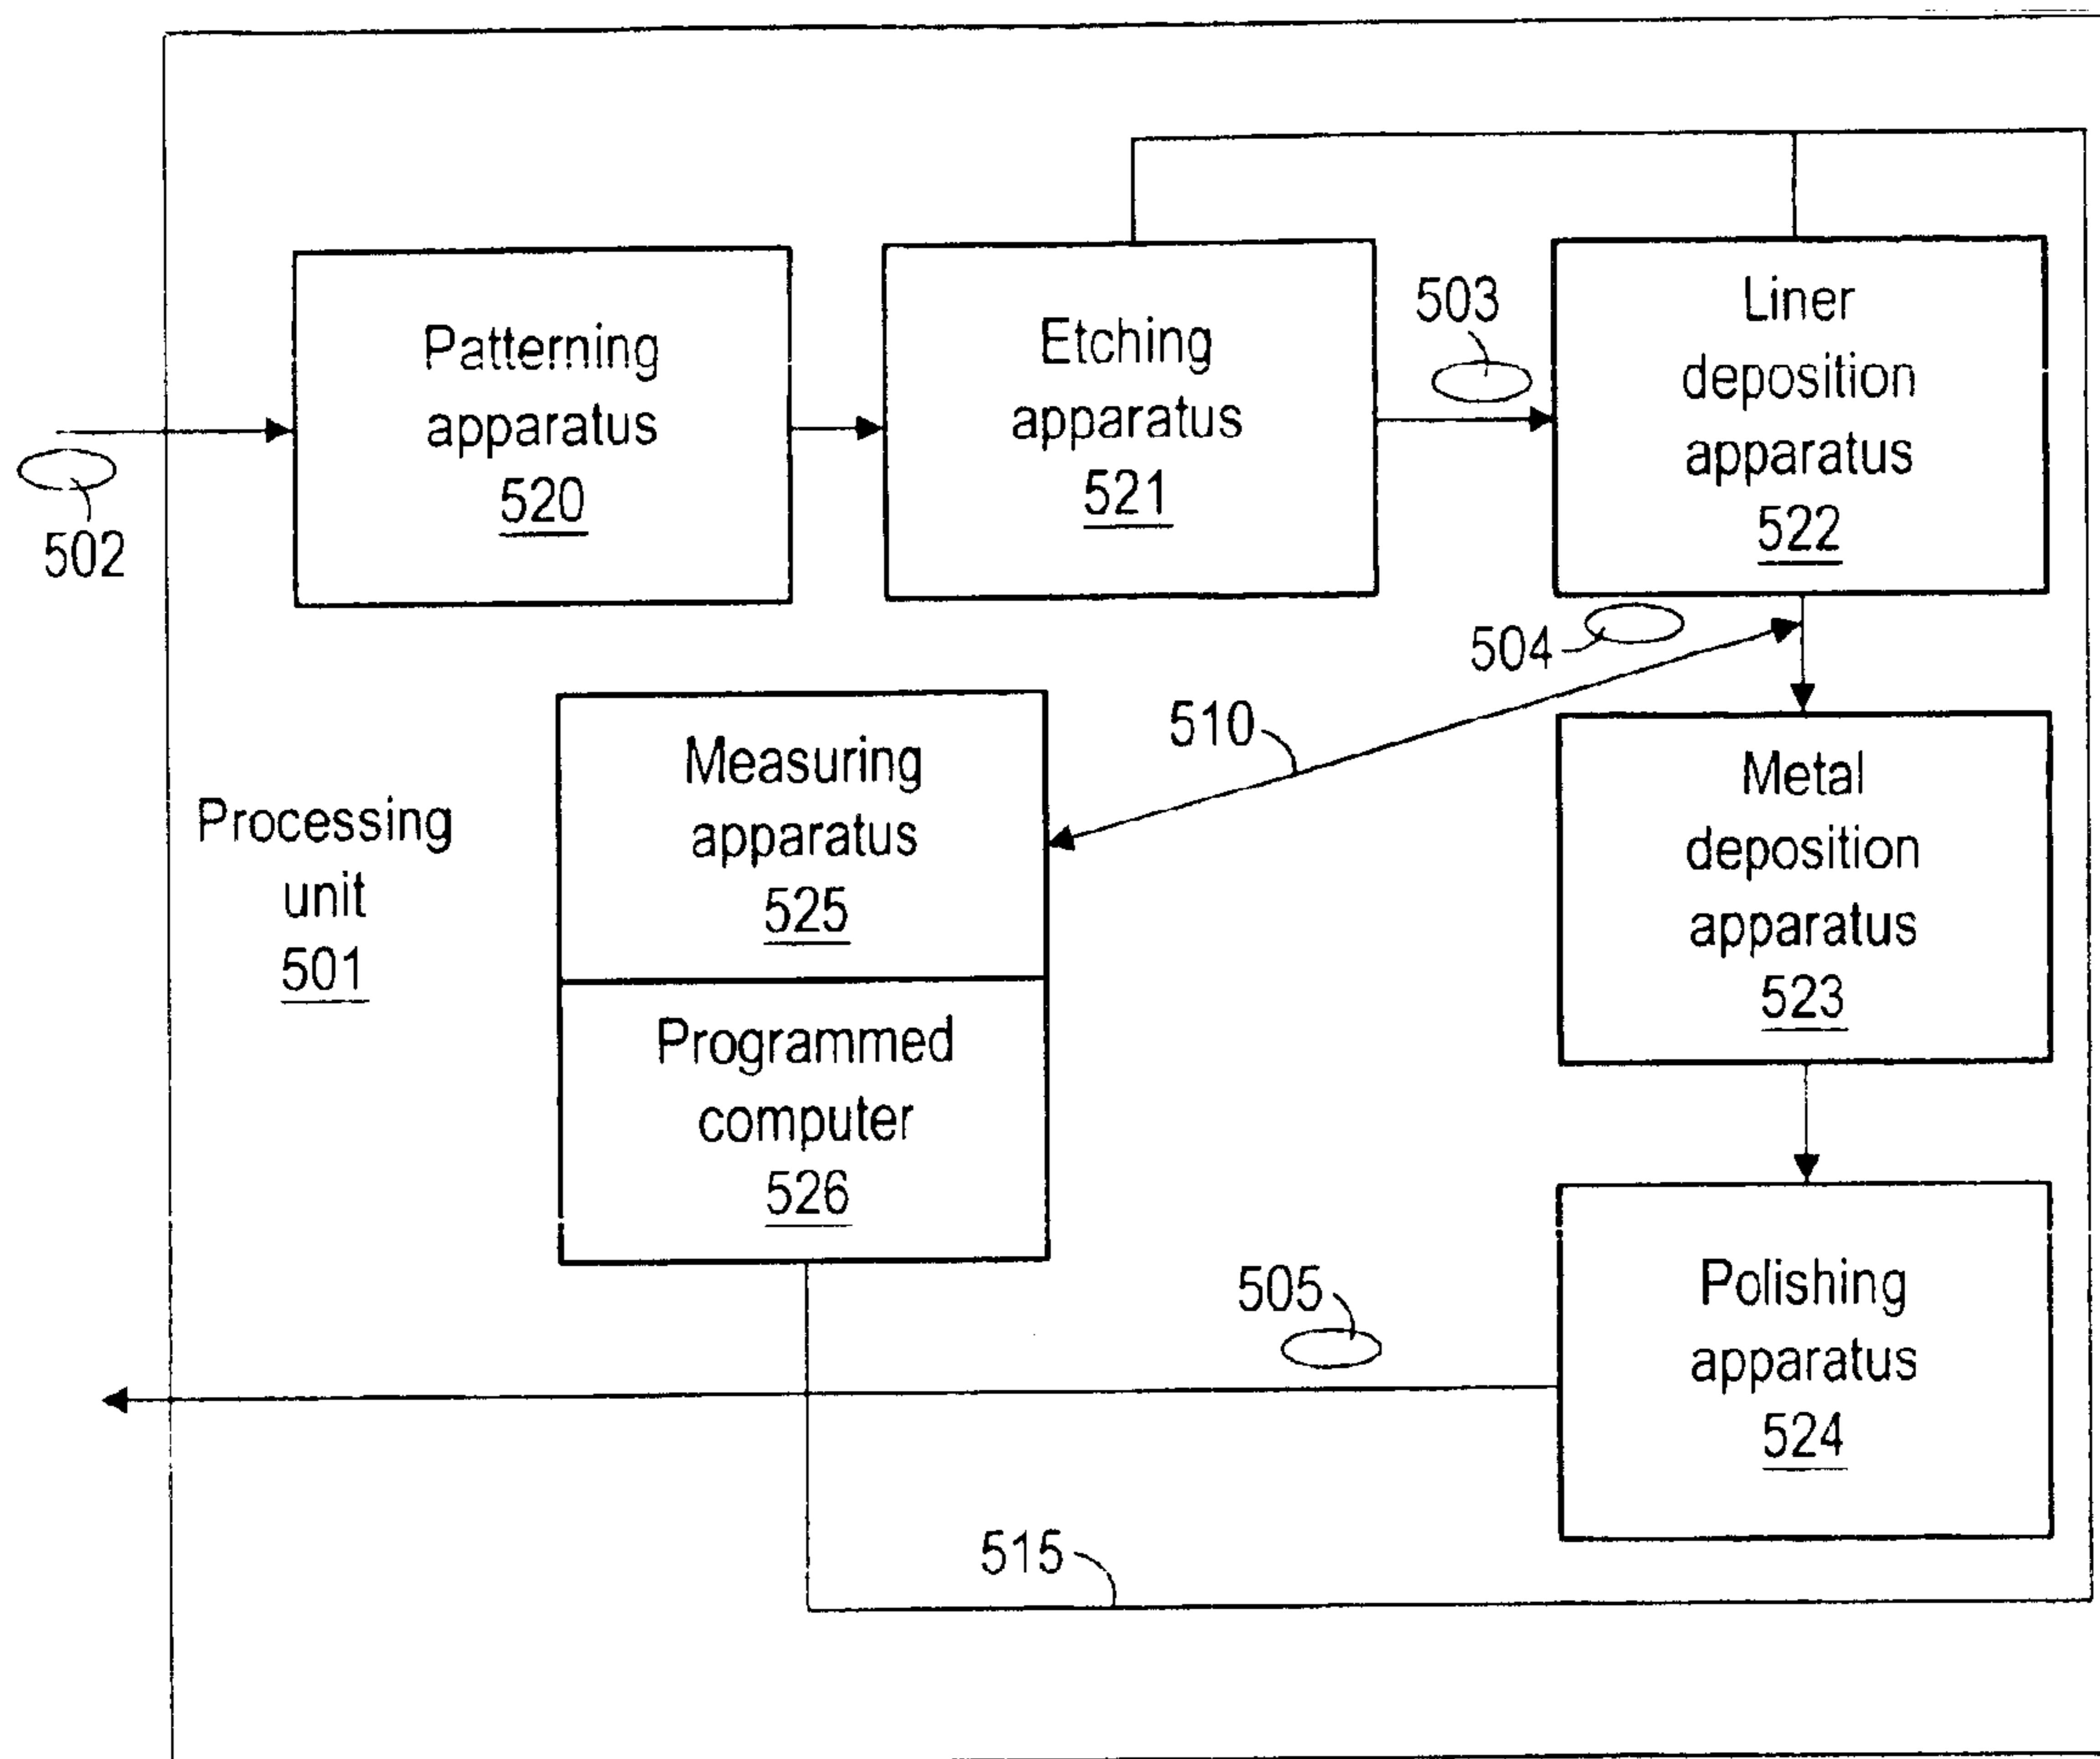 Patterning
apparatus
520
Etching
apparatus
521
503
Liner
deposition
apparatus
522
502
504
510
Processing
unit
501
Measuring
apparatus
525
Metal
deposition
apparatus
523
Programmed
computer
526
505
Polishing
apparatus
524
515